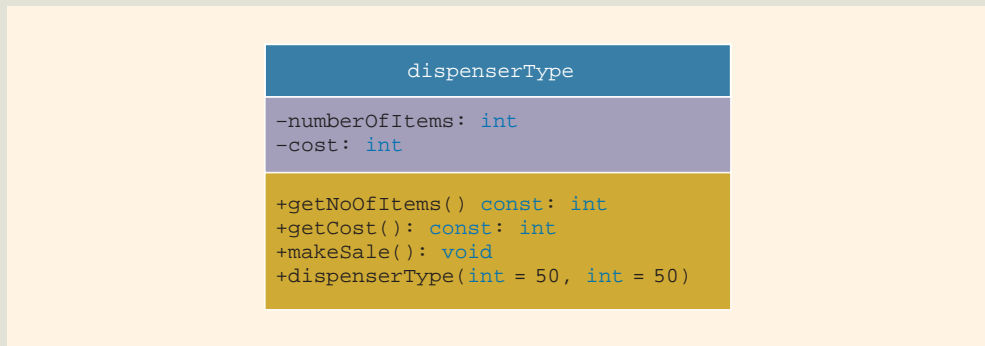 dispenserType
–numberOfItems: int
–cost: int
+getNoOfItems() const: int
+getCost(): const: int
+makeSale(): void
+dispenserType(int = 50, int = 50)